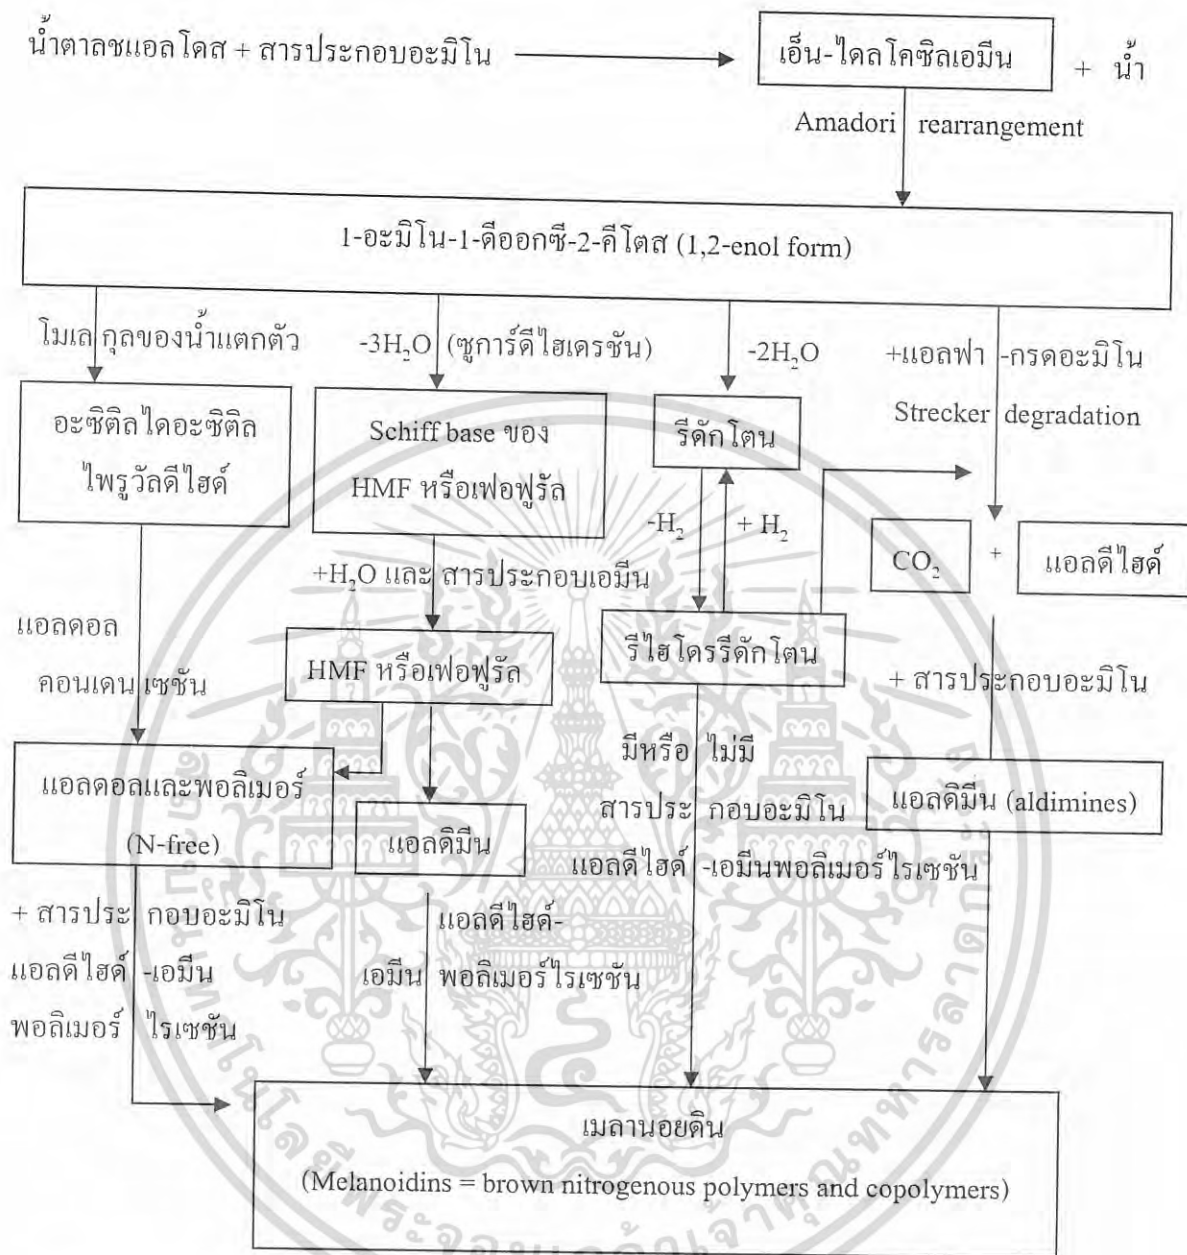 น้ำตาลชแอลโดส + สารประกอบอะมิโน
เอ็น-ไดลโคซิลเอมีน
+ น้ำ
Amadori rearrangement
1-อะมิโน-1-ดีออกซี-2-คีโตส (1,2-enol form)
โมเลกุลของน้ำแตกตัว
-3H₂O (ซูการ์ดีไฮเดรชัน)
-2H₂O
+แอลฟา -กรดอะมิโน
Strecker degradation
อะซิติลไดอะซิติล
ไพรูวัลดีไฮด์
Schiff base ของ
HMF หรือเฟอฟูรัล
รีดักโตน
-H₂ + H₂
CO₂
+
แอลดีไฮด์
+H₂O และ สารประกอบเอมีน
แอลดอล
คอนเดนเซชัน
HMF หรือเฟอฟูรัล
รีไฮโดรรีดักโตน
+ สารประกอบอะมิโน
มีหรือ ไม่มี
สารประกอบอะมิโน
แอลดีไฮด์ -เอมีนพอลิเมอร์ไรเซชัน
แอลดอลและพอลิเมอร์
(N-free)
แอลดิมีน
แอลดิมีน (aldimines)
+ สารประกอบอะมิโน
แอลดีไฮด์ -เอมีน
พอลิเมอร์ ไรเซชัน
แอลดีไฮด์-
เอมีน พอลิเมอร์ไรเซชัน
เมลานอยดิน
(Melanoidins = brown nitrogenous polymers and copolymers)